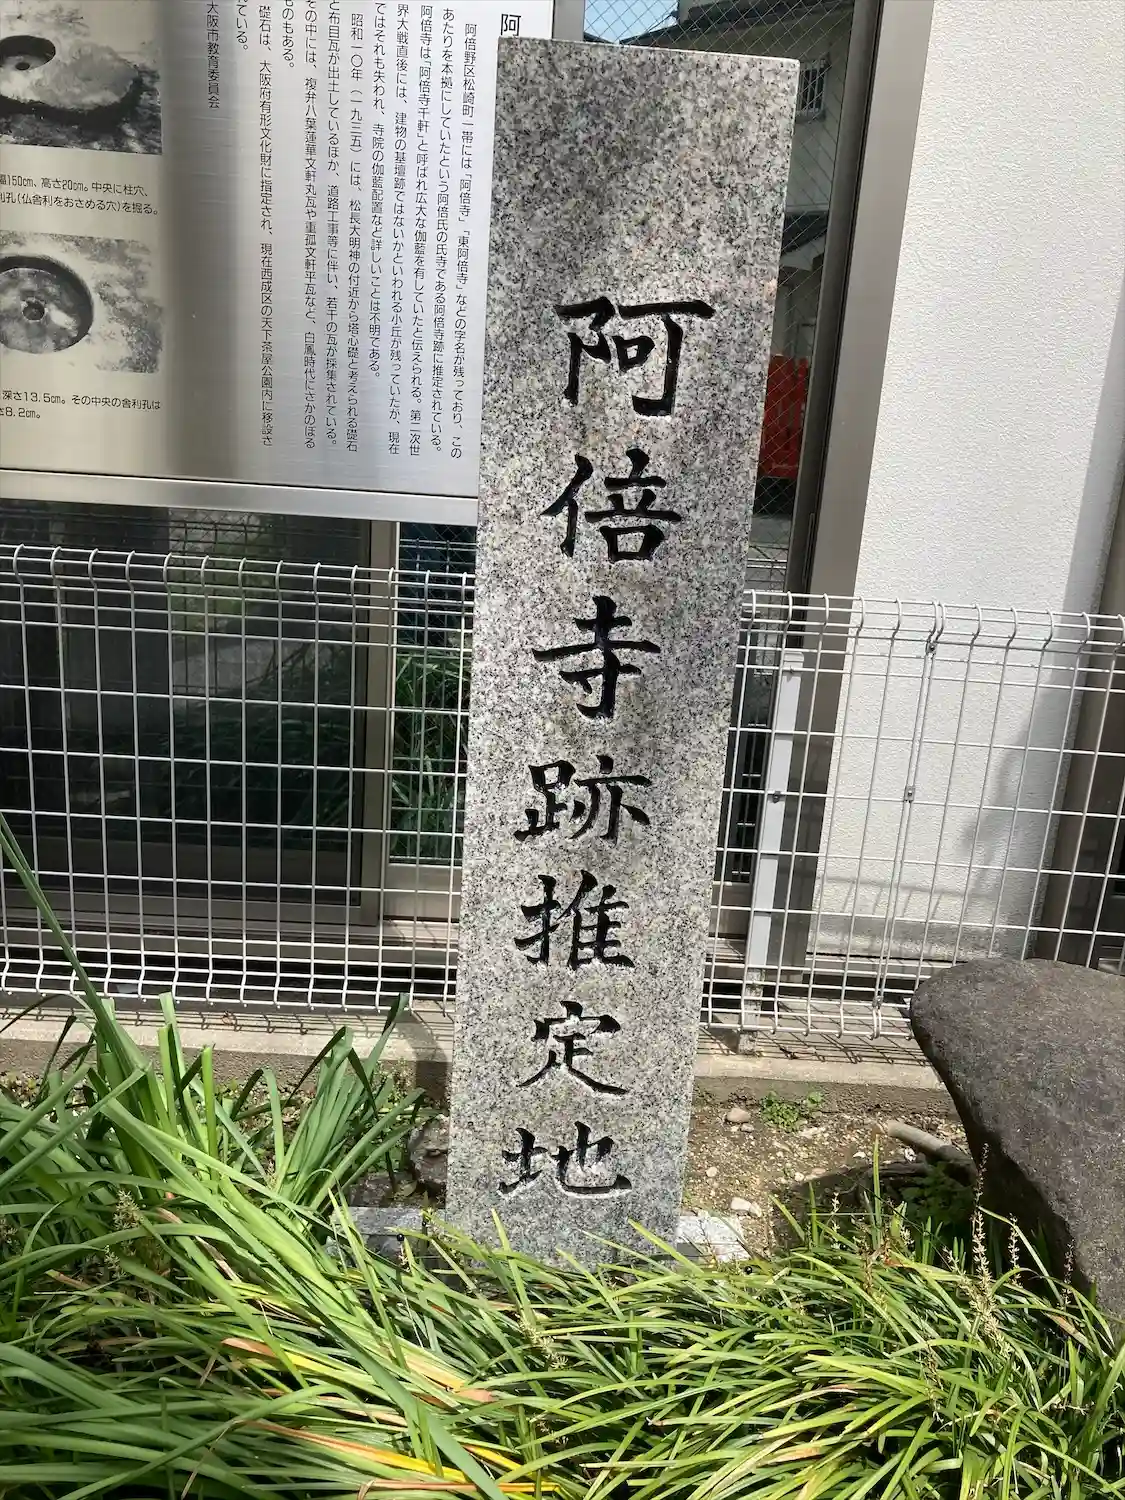 阿倍寺跡推定地
阿
阿倍野区松崎町一帯には「阿倍寺」「東阿倍寺」などの字名が残っており、この
あたりを本拠にしていたという阿倍氏の氏寺である阿倍寺跡に推定されている。
阿倍寺は「阿倍寺千軒」と呼ばれ広大な伽藍を有していたと伝えられる。第二次世
界大戦直後には、建物の基壇跡ではないかといわれる小丘が残っていたが、現在
ではそれも失われ、寺院の伽藍配置など詳しいことは不明である。
昭和一〇年（一九三五）には、松長大明神の付近から塔心礎と考えられる礎石
と布目瓦が出土しているほか、道路工事等に伴い、若干の瓦が採集されている。
その中には、複弁八葉蓮華文軒丸瓦や重孤文軒平瓦など、白鳳時代にさかのぼる
ものもある。
礎石は、大阪府有形文化財に指定され、現在西成区の天下茶屋公園内に移設さ
れている。
大阪市教育委員会
幅150cm、高さ20cm。中央に柱穴、
利孔(仏舎利をおさめる穴)を掘る。
深さ13.5cm。その中央の舎利孔は
8.2cm。